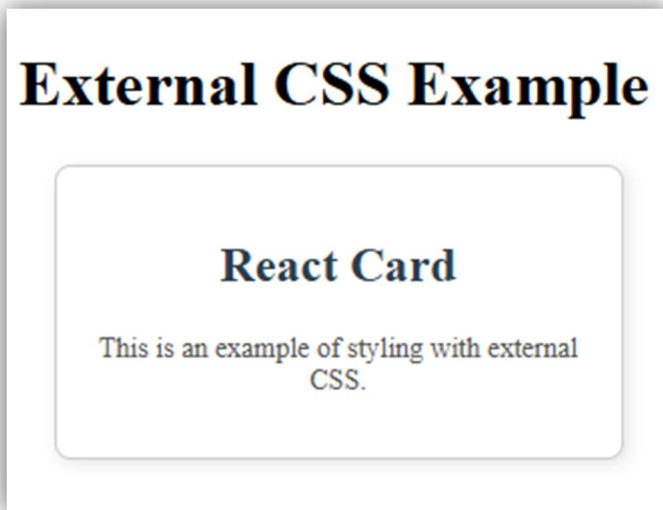 External CSS Example
React Card
This is an example of styling with external
CSS.